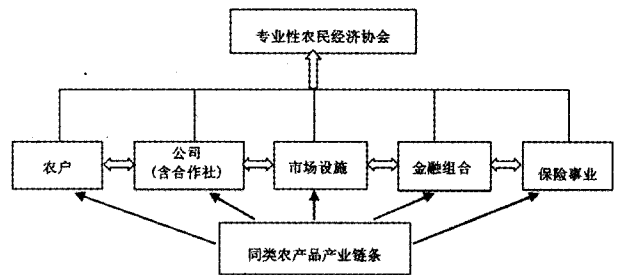 专业性农民经济协会
农户
公司
(含合作社)
市场设施
金融组合
保险事业
同类农产品产业链条